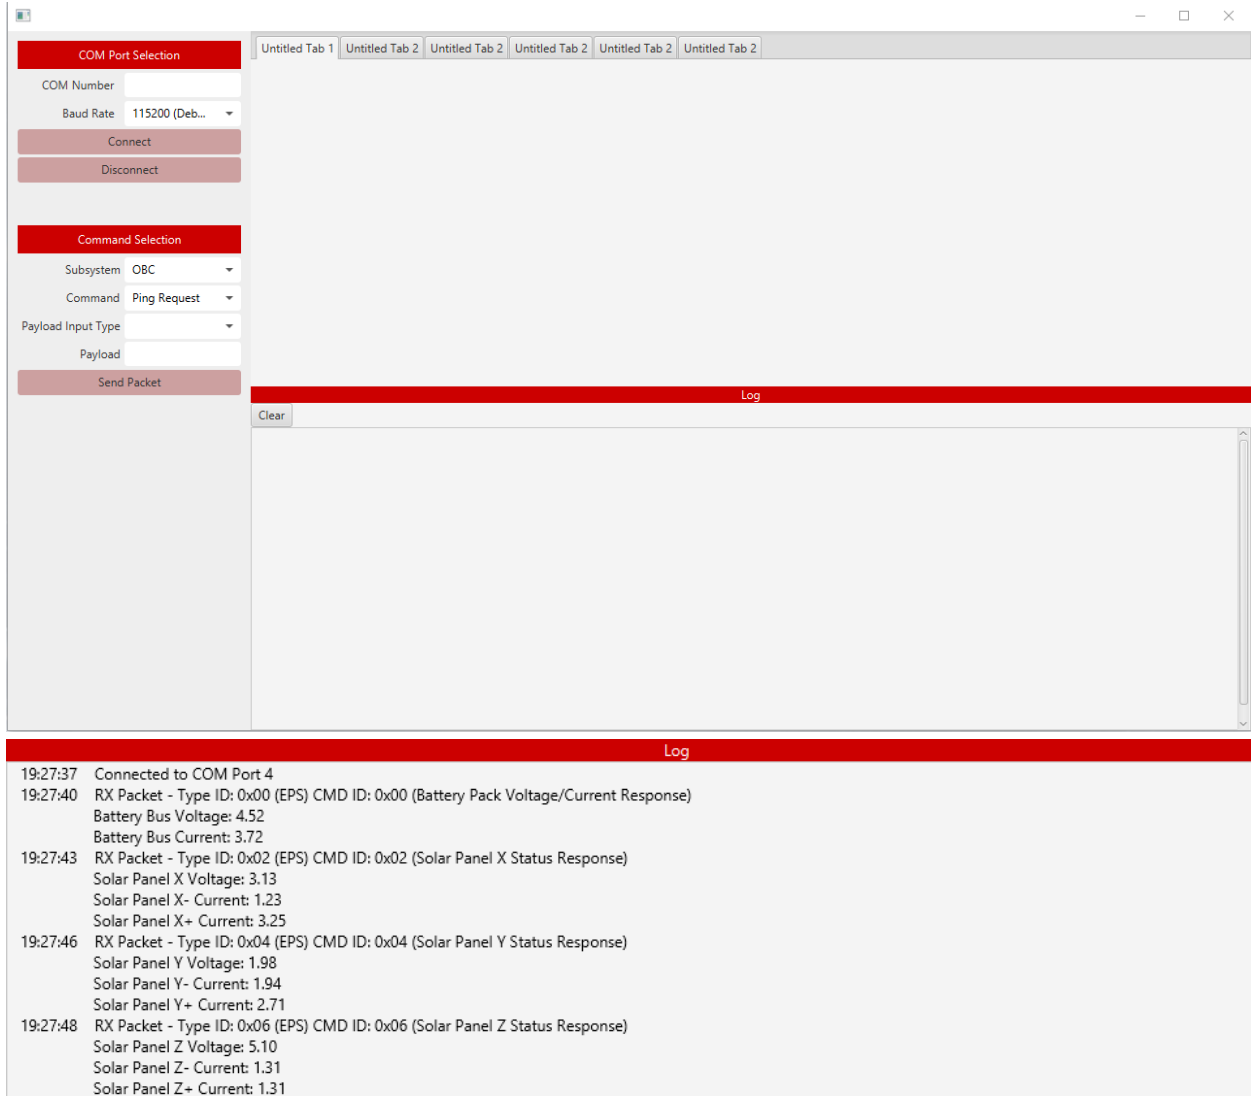 COM Port Selection
COM Number
Baud Rate 115200 (Deb...
Connect
Disconnect
Command Selection
Subsystem OBC
Command Ping Request
Payload Input Type
Payload
Send Packet
Untitled Tab 1 Untitled Tab 2 Untitled Tab 2 Untitled Tab 2 Untitled Tab 2 Untitled Tab 2
Log
Clear
Log
19:27:37 Connected to COM Port 4
19:27:40 RX Packet - Type ID: 0x00 (EPS) CMD ID: 0x00 (Battery Pack Voltage/Current Response)
Battery Bus Voltage: 4.52
Battery Bus Current: 3.72
19:27:43 RX Packet - Type ID: 0x02 (EPS) CMD ID: 0x02 (Solar Panel X Status Response)
Solar Panel X Voltage: 3.13
Solar Panel X- Current: 1.23
Solar Panel X+ Current: 3.25
19:27:46 RX Packet - Type ID: 0x04 (EPS) CMD ID: 0x04 (Solar Panel Y Status Response)
Solar Panel Y Voltage: 1.98
Solar Panel Y- Current: 1.94
Solar Panel Y+ Current: 2.71
19:27:48 RX Packet - Type ID: 0x06 (EPS) CMD ID: 0x06 (Solar Panel Z Status Response)
Solar Panel Z Voltage: 5.10
Solar Panel Z- Current: 1.31
Solar Panel Z+ Current: 1.31